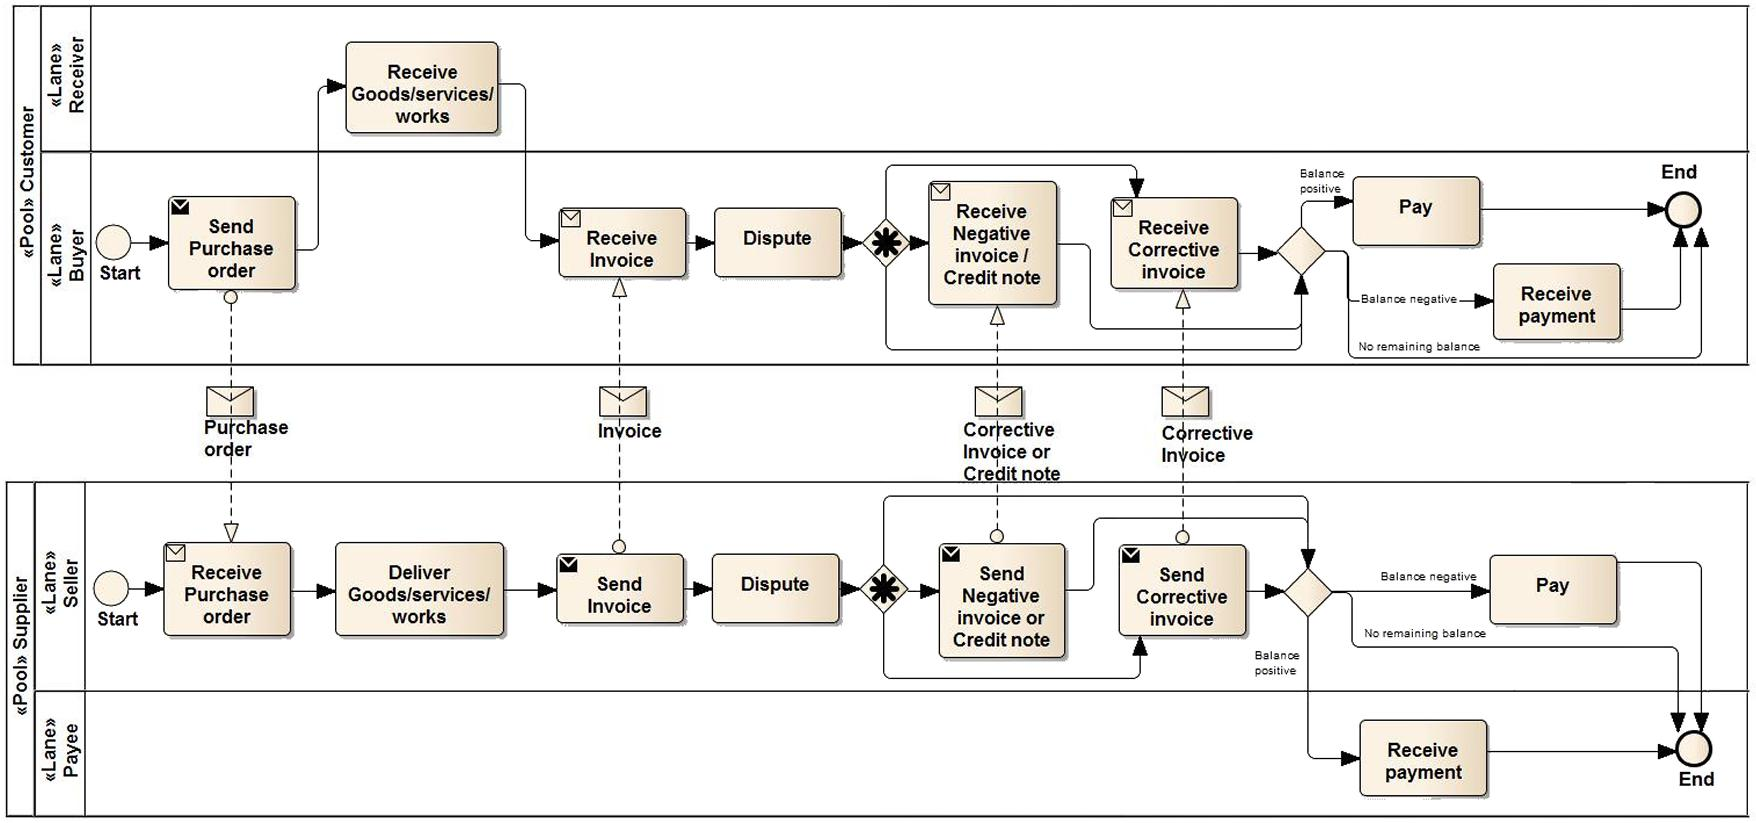 «Pool» Customer
«Lane»
Receiver
Receive
Goods/services/
works
«Lane»
Buyer
Start
Send
Purchase
order
Receive
Invoice
Dispute
Receive
Negative
invoice /
Credit note
Receive
Corrective
invoice
Balance
positive
Pay
End
Balance negative
Receive
payment
No remaining balance
Purchase
order
Invoice
Corrective
Invoice or
Credit note
Corrective
Invoice
«Pool» Supplier
«Lane»
Seller
Start
Receive
Purchase
order
Deliver
Goods/services/
works
Send
Invoice
Dispute
Send
Negative
invoice or
Credit note
Send
Corrective
invoice
Balance negative
Pay
No remaining balance
Balance
positive
«Lane»
Payee
Receive
payment
End